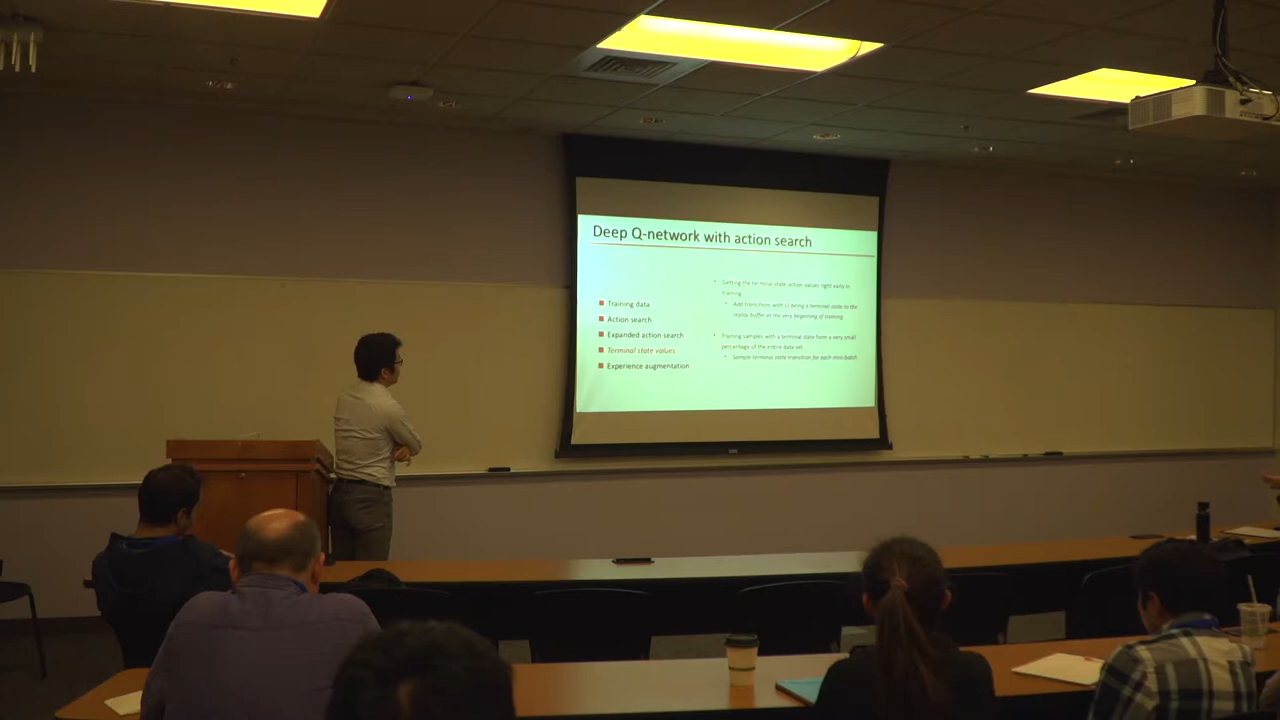 Deep Q-network with action search
Training data
Action search
Expanded action search
Terminal state values
Experience augmentation
Getting the terminal state action values right early in
training
Add transitions with s1 being a terminal state to the
replay buffer at the very beginning of training
Training samples with a terminal state form a very small
percentage of the entire data set
Sample terminal state transition for each mini-batch